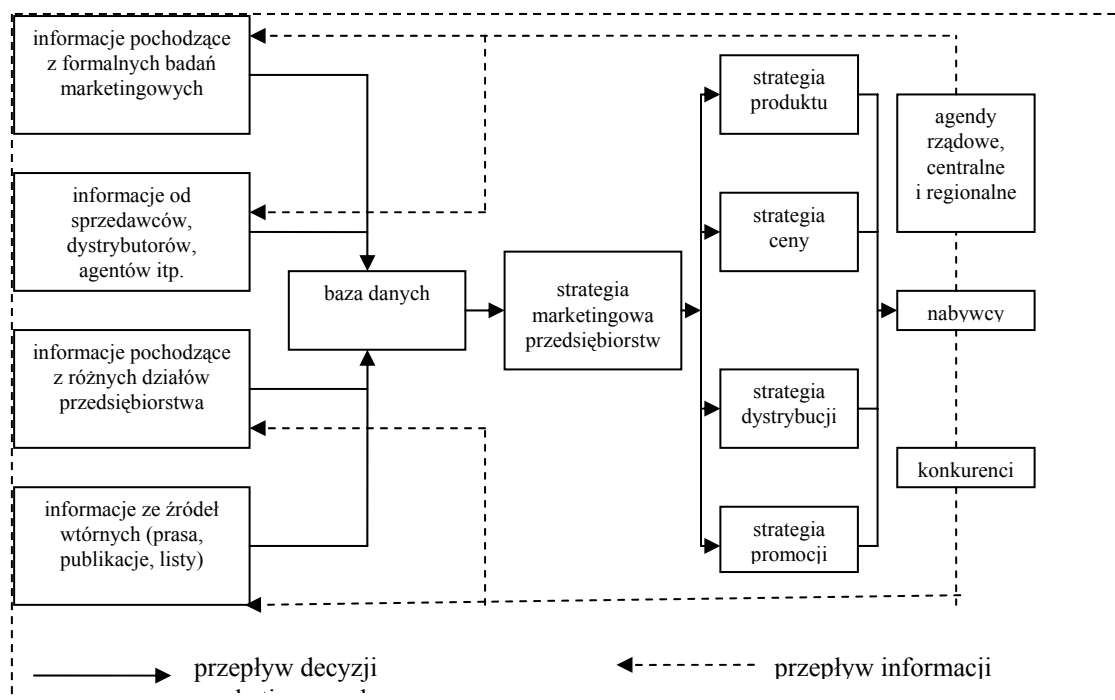 informacje pochodzące
z formalnych badań
marketingowych
informacje od
sprzedawców,
dystrybutorów,
agentów itp.
informacje pochodzące
z różnych działów
przedsiębiorstwa
informacje ze źródeł
wtórnych (prasa,
publikacje, listy)
baza danych
strategia
marketingowa
przedsiębiorstw
strategia
produktu
strategia
ceny
strategia
dystrybucji
strategia
promocji
agendy
rządowe,
centralne
i regionalne
nabywcy
konkurenci
przepływ decyzji
przepływ informacji